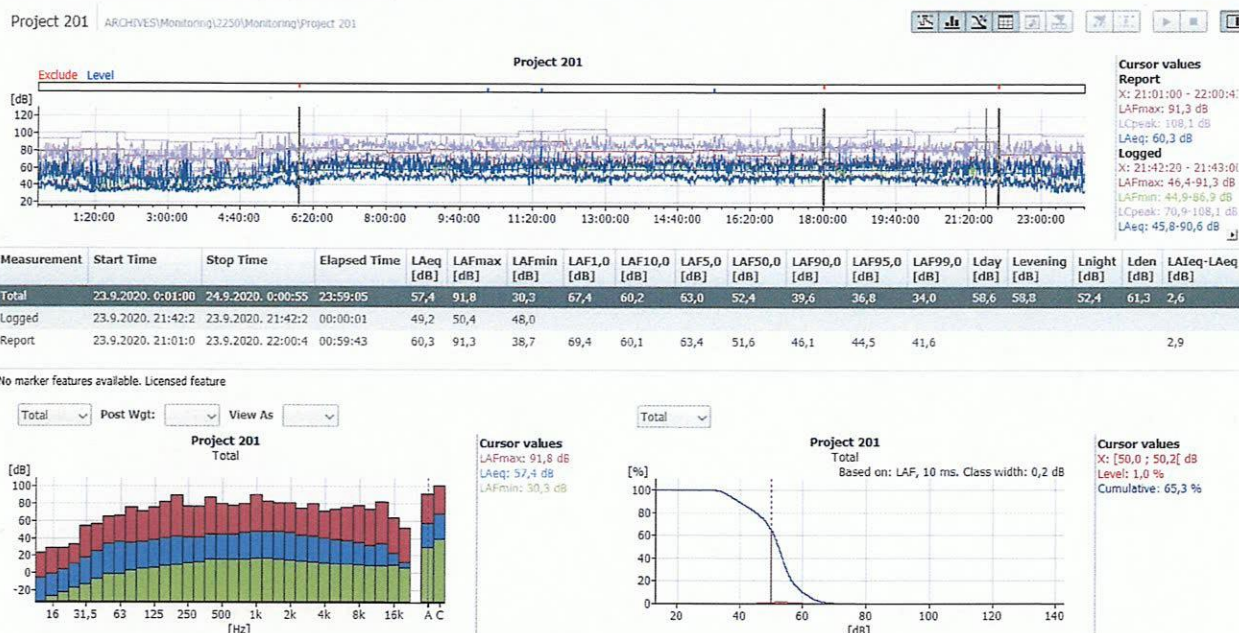 Project 201 ARCHIVES\Monitoring\2250\Monitoring\Project 201
Project 201
Exclude Level
[dB]
120
100
80
60
40
20
1:20:00 3:00:00 4:40:00 6:20:00 8:00:00 9:40:00 11:20:00 13:00:00 14:40:00 16:20:00 18:00:00 19:40:00 21:20:00 23:00:00
Cursor values
Report
X: 21:01:00 - 22:00:4
LAFmax: 91,3 dB
LCpeak: 108,1 dB
LAeq: 60,3 dB
Logged
X: 21:42:20 - 21:43:00
LAFmax: 46,4-91,3 dB
LAFmin: 44,9-86,9 dB
LCpeak: 70,9-108,1 dB
LAeq: 45,8-90,6 dB
Measurement Start Time Stop Time Elapsed Time LAeq [dB] LAFmax [dB] LAFmin [dB] LAF1,0 [dB] LAF10,0 [dB] LAF5,0 [dB] LAF50,0 [dB] LAF90,0 [dB] LAF95,0 [dB] LAF99,0 [dB] Lday [dB] Levening [dB] Lnight [dB] Lden [dB] LAIeq-LAeq [dB]
Total 23.9.2020. 0:01:00 24.9.2020. 0:00:55 23:59:05 57,4 91,8 30,3 67,4 60,2 63,0 52,4 39,6 36,8 34,0 58,6 58,8 52,4 61,3 2,6
Logged 23.9.2020. 21:42:2 23.9.2020. 21:42:2 00:00:01 49,2 50,4 48,0
Report 23.9.2020. 21:01:0 23.9.2020. 22:00:4 00:59:43 60,3 91,3 38,7 69,4 60,1 63,4 51,6 46,1 44,5 41,6 2,9
No marker features available. Licensed feature
Total Post Wgt: View As
Project 201
Total
[dB]
100
80
60
40
20
0
-20
16 31,5 63 125 250 500 1k 2k 4k 8k 16k A C
[Hz]
Cursor values
LAFmax: 91,8 dB
LAeq: 57,4 dB
LAFmin: 30,3 dB
Total
Project 201
Total
Based on: LAF, 10 ms. Class width: 0,2 dB
[%]
100
80
60
40
20
0
20 40 60 80 100 120 140
[dB]
Cursor values
X: [50,0 ; 50,2[ dB
Level: 1,0 %
Cumulative: 65,3 %